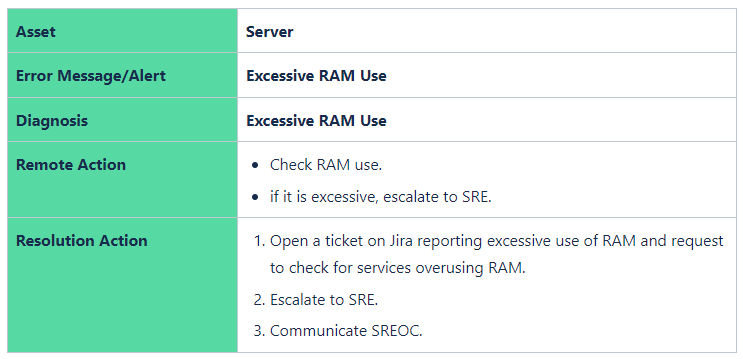 Asset
Server
Error Message/Alert
Excessive RAM Use
Diagnosis
Excessive RAM Use
Remote Action
• Check RAM use.
• if it is excessive, escalate to SRE.
Resolution Action
1. Open a ticket on Jira reporting excessive use of RAM and request
to check for services overusing RAM.
2. Escalate to SRE.
3. Communicate SREOC.